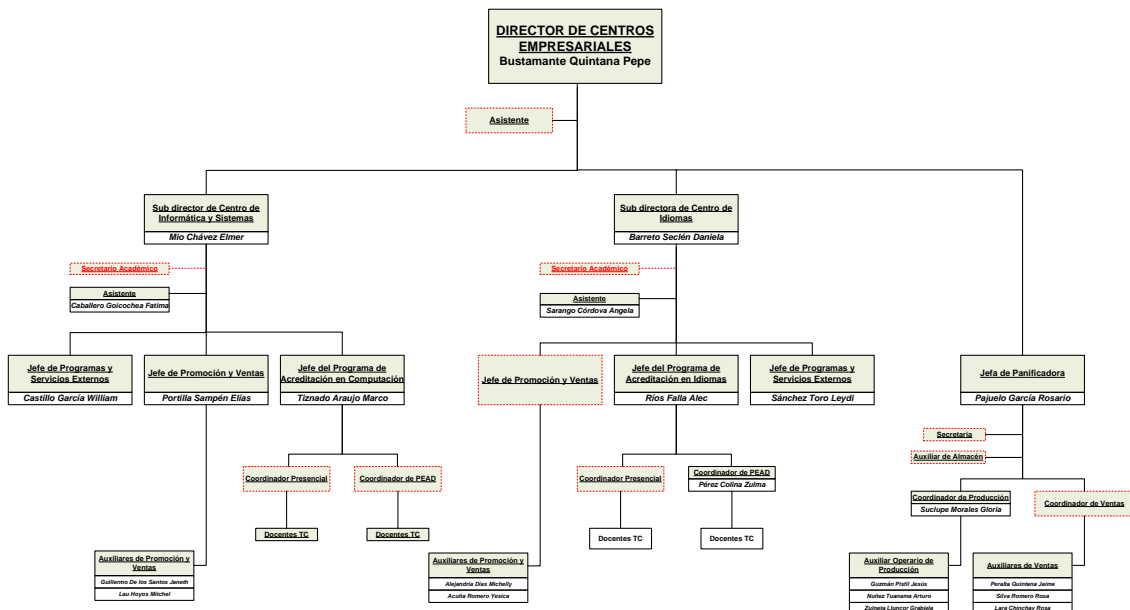 DIRECTOR DE CENTROS
EMPRESARIALES
Bustamante Quintana Pepe
Asistente
Sub director de Centro de
Informática y Sistemas
Mio Chávez Elmer
Sub directora de Centro de
Idiomas
Barreto Seclén Daniela
Secretario Académico
Asistente
Caballero Goicochea Fatima
Secretario Académico
Asistente
Sarango Córdova Angela
Jefe de Programas y
Servicios Externos
Castillo García William
Jefe de Promoción y Ventas
Portilla Sampén Elías
Jefe del Programa de
Acreditación en Computación
Tiznado Araujo Marco
Jefe de Promoción y Ventas
Jefe del Programa de
Acreditación en Idiomas
Ríos Falla Alec
Jefe de Programas y
Servicios Externos
Sánchez Toro Leydi
Jefa de Panificadora
Pajuelo García Rosario
Secretaria
Auxiliar de Almacén
Coordinador Presencial
Coordinador de PEAD
Coordinador Presencial
Coordinador de PEAD
Pérez Colina Zulma
Coordinador de Producción
Suclupe Morales Gloria
Coordinador de Ventas
Docentes TC
Docentes TC
Docentes TC
Docentes TC
Auxiliares de Promoción y
Ventas
Guillermo De los Santos Janeth
Lau Hoyos Mitchel
Auxiliares de Promoción y
Ventas
Alejandría Días Michelly
Acuña Romero Yesica
Auxiliar Operario de
Producción
Guzmán Pisfil Jesús
Nuñez Tuanama Arturo
Zuloeta Lluncor Grabiela
Auxiliares de Ventas
Peralta Quintana Jaime
Silva Romero Rosa
Lara Chinchay Rosa